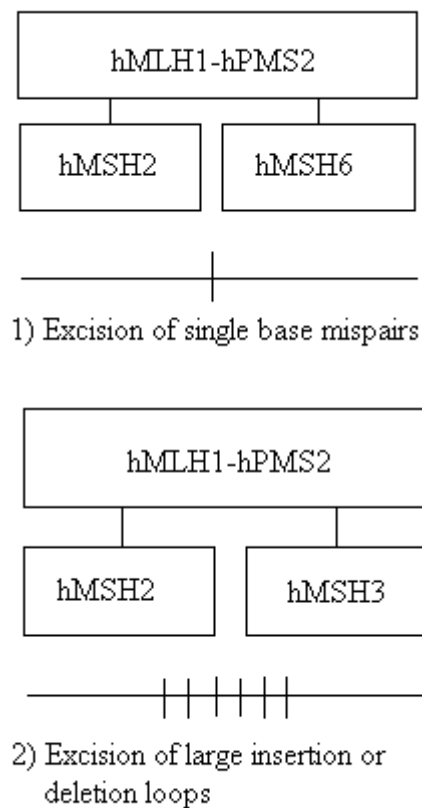 hMLH1-hPMS2
hMSH2 hMSH6
1) Excision of single base mispairs
hMLH1-hPMS2
hMSH2 hMSH3
2) Excision of large insertion or
deletion loops